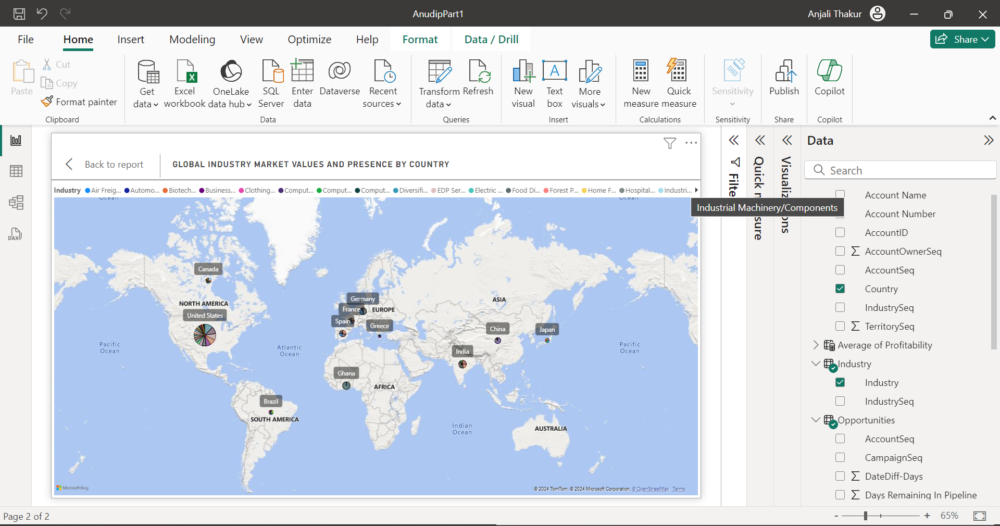 AnudipPart1
Anjali Thakur
File Home Insert Modeling View Optimize Help Format Data / Drill
Share
Paste
Cut
Copy
Format painter
Clipboard
Get data
Excel workbook
OneLake data hub
SQL Server
Enter data
Dataverse
Recent sources
Data
Transform data
Refresh
Queries
New visual
Text box
More visuals
Insert
New measure
Quick measure
Calculations
Sensitivity
Sensitivity
Publish
Share
Copilot
Copilot
Back to report
GLOBAL INDUSTRY MARKET VALUES AND PRESENCE BY COUNTRY
Industry Air Freig... Automo... Biotech... Business... Clothing... Comput... Comput... Comput... Diversifi... EDP Ser... Electric ... Food Di... Forest P... Home F... Hospital... Industri...
Industrial Machinery/Components
Ocean
Ocean
Canada
NORTH AMERICA
United States
Germany
France
EUROPE
Spain
Greece
ASIA
China
Japan
India
Pacific
Ocean
Atlantic
Ocean
Pacific
Ocean
Ghana
AFRICA
Brazil
SOUTH AMERICA
Indian
Ocean
AUSTRALIA
Microsoft Bing
© 2024 TomTom, © 2024 Microsoft Corporation, © OpenStreetMap Terms
Filte
Quick m
sure
Visualiz
ons
Data
Search
Account Name
Account Number
AccountID
AccountOwnerSeq
AccountSeq
Country
IndustrySeq
TerritorySeq
Average of Profitability
Industry
Industry
IndustrySeq
Opportunities
AccountSeq
CampaignSeq
DateDiff-Days
Days Remaining In Pipeline
DAX
Page 2 of 2
- + 65%